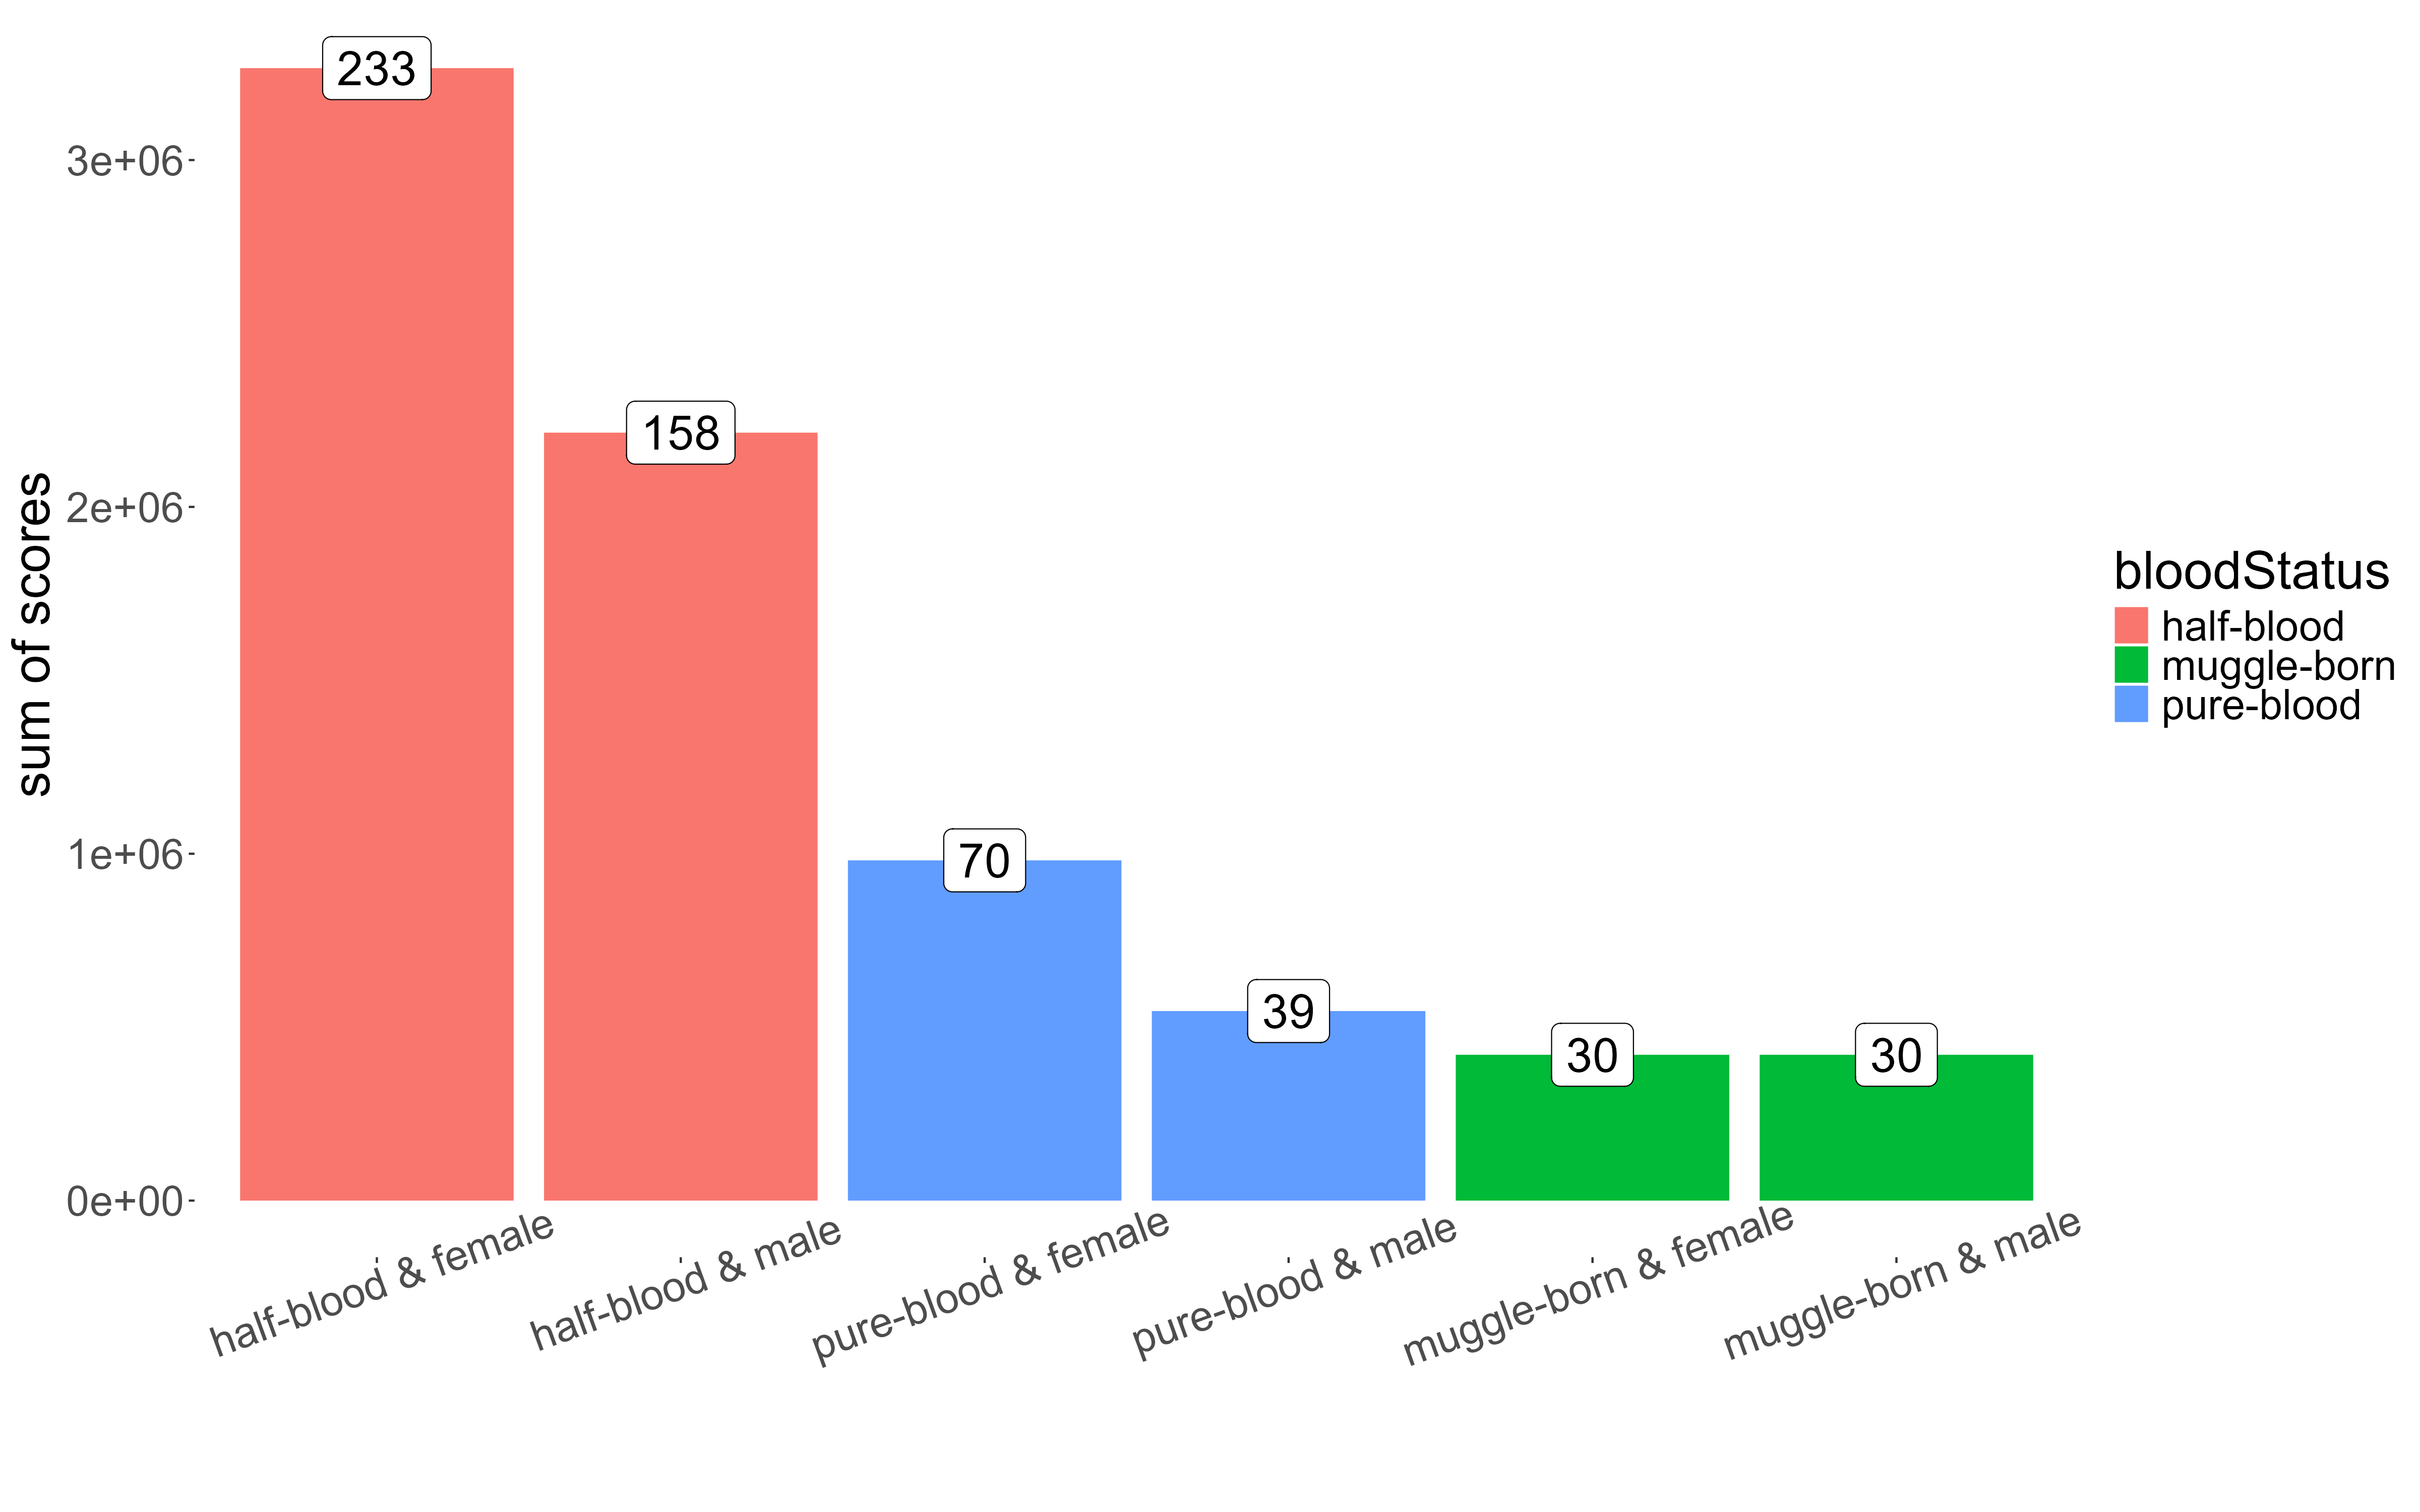 sum of scores
3e+06
2e+06
1e+06
0e+00
233
158
70
39
30
30
half-blood & female
half-blood & male
pure-blood & female
pure-blood & male
muggle-born & female
muggle-born & male
bloodStatus
half-blood
muggle-born
pure-blood